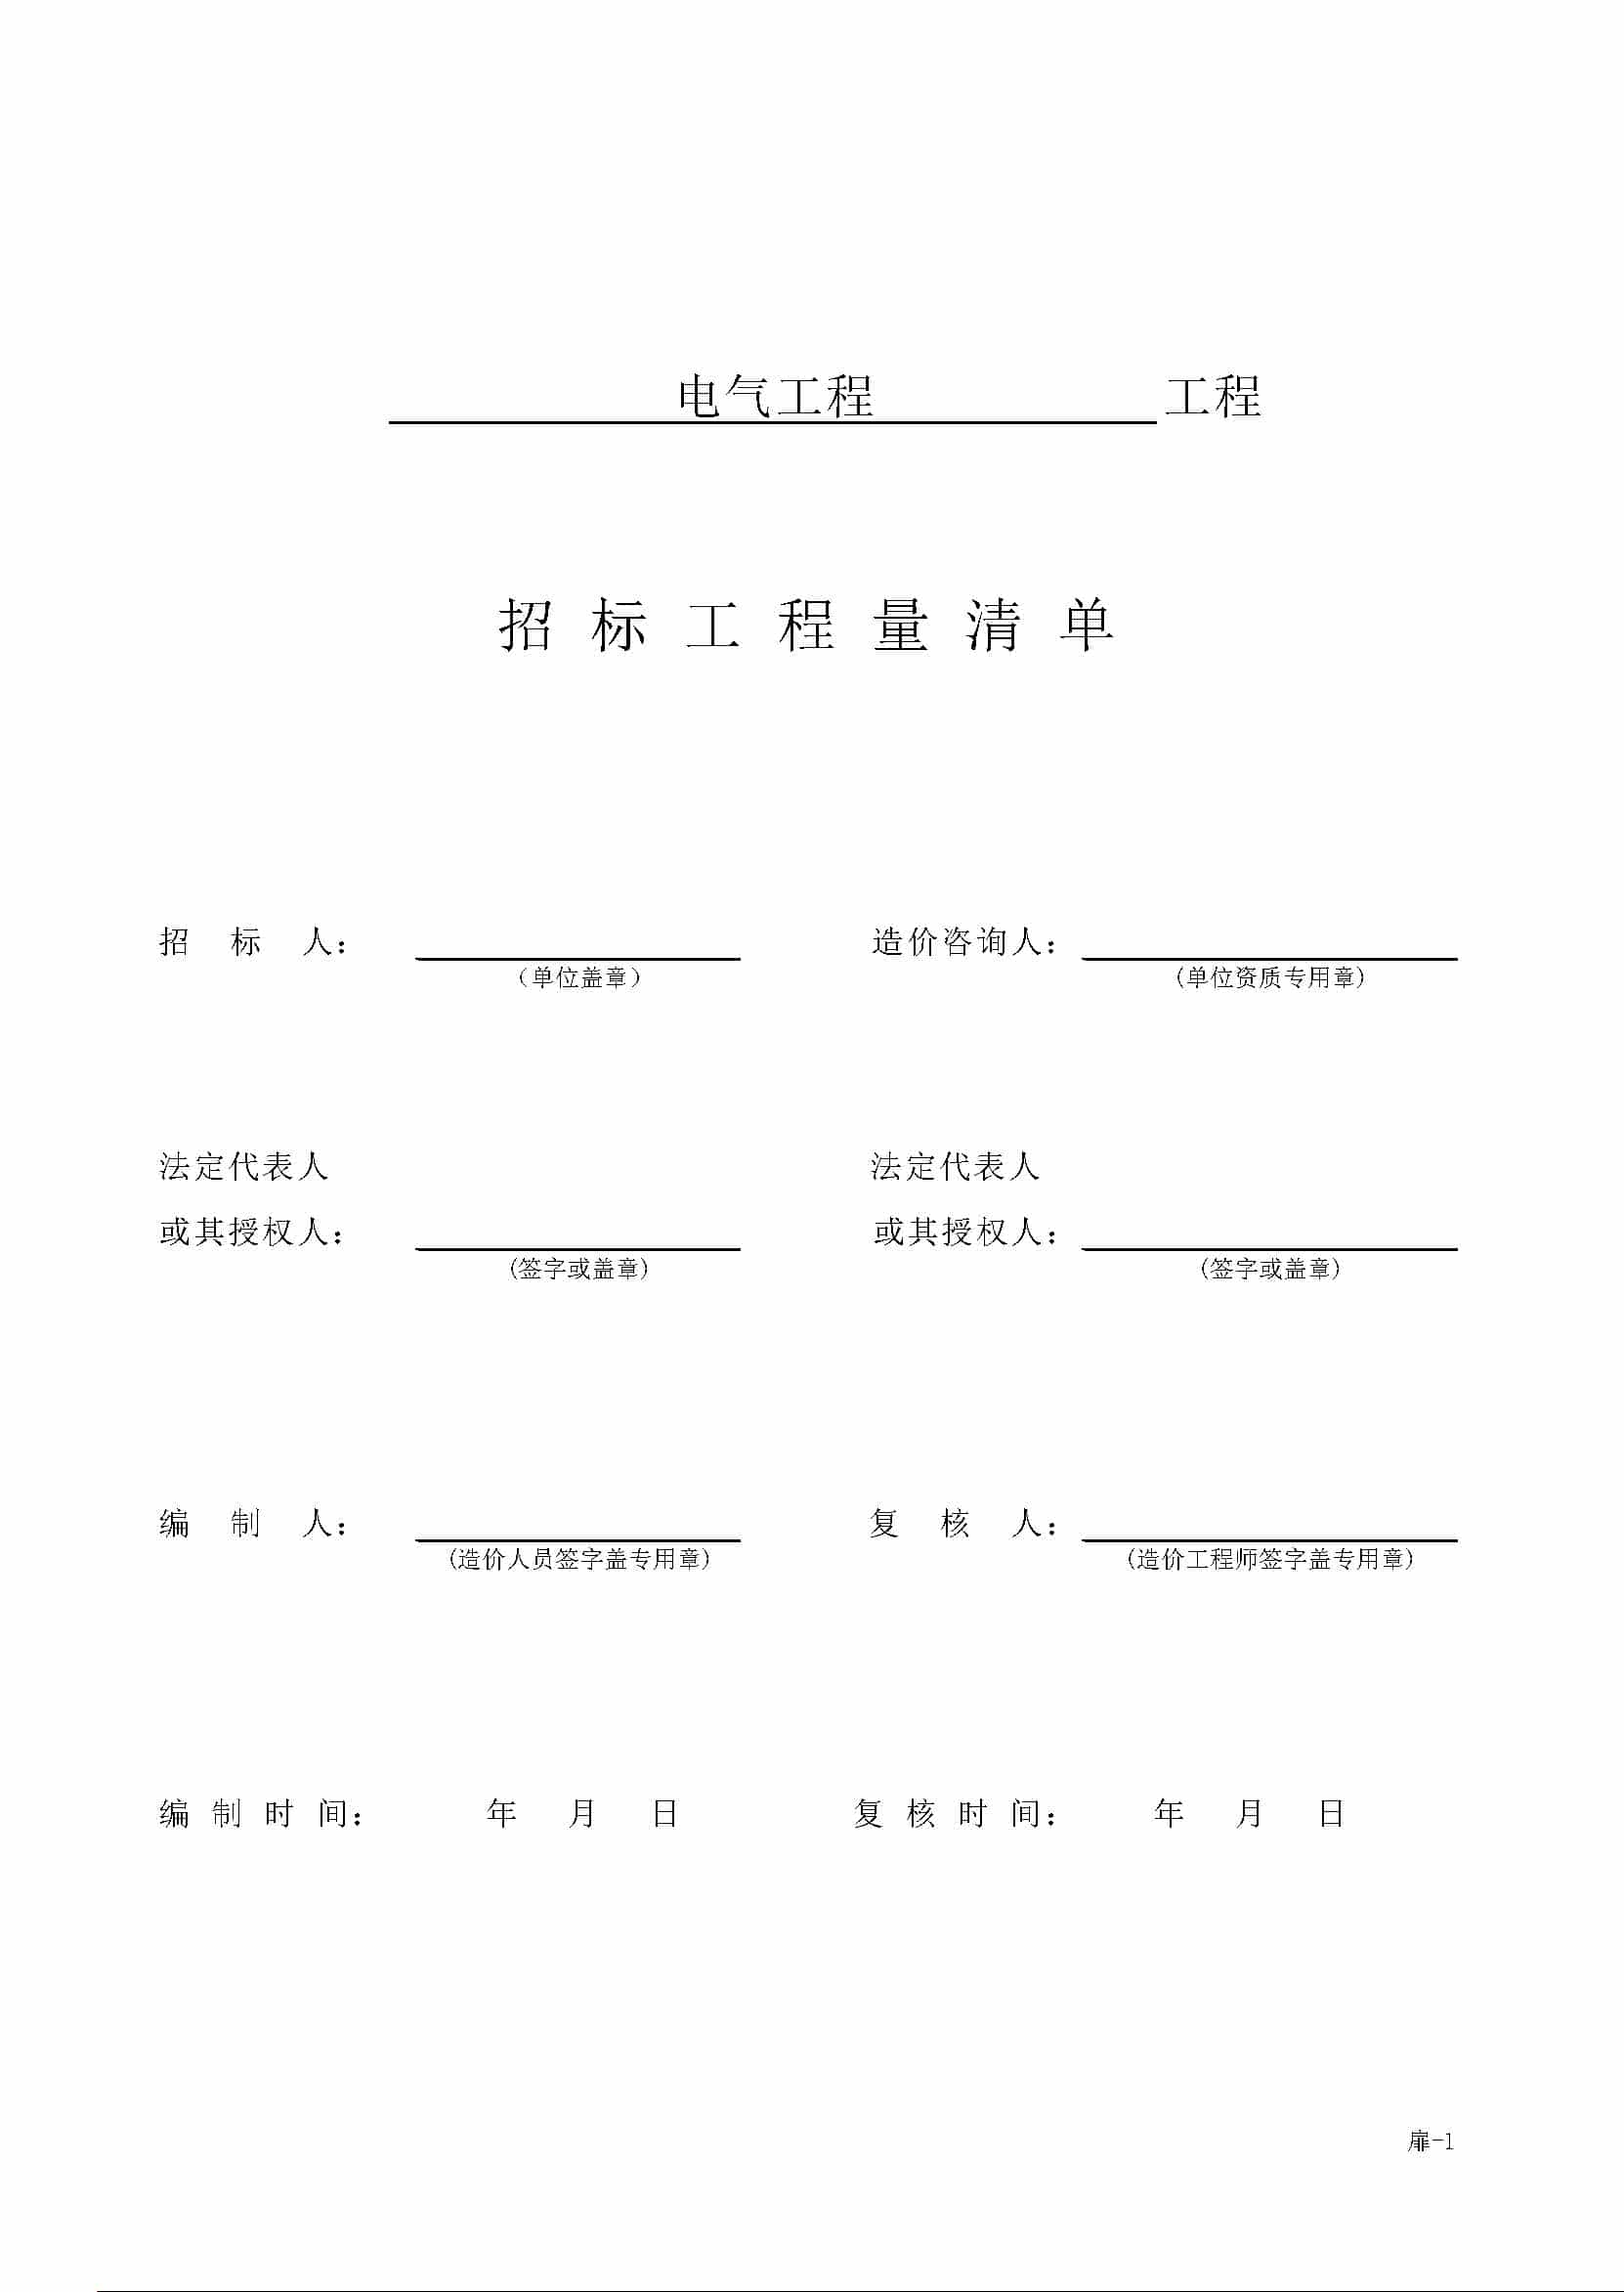 电气工程 工程
招 标 工 程 量 清 单
招 标 人： 造价咨询人：
（单位盖章） (单位资质专用章)
法定代表人 法定代表人
或其授权人： 或其授权人：
(签字或盖章) (签字或盖章)
编 制 人： 复 核 人：
(造价人员签字盖专用章) (造价工程师签字盖专用章)
编 制 时 间： 年 月 日 复 核 时 间： 年 月 日
扉-1